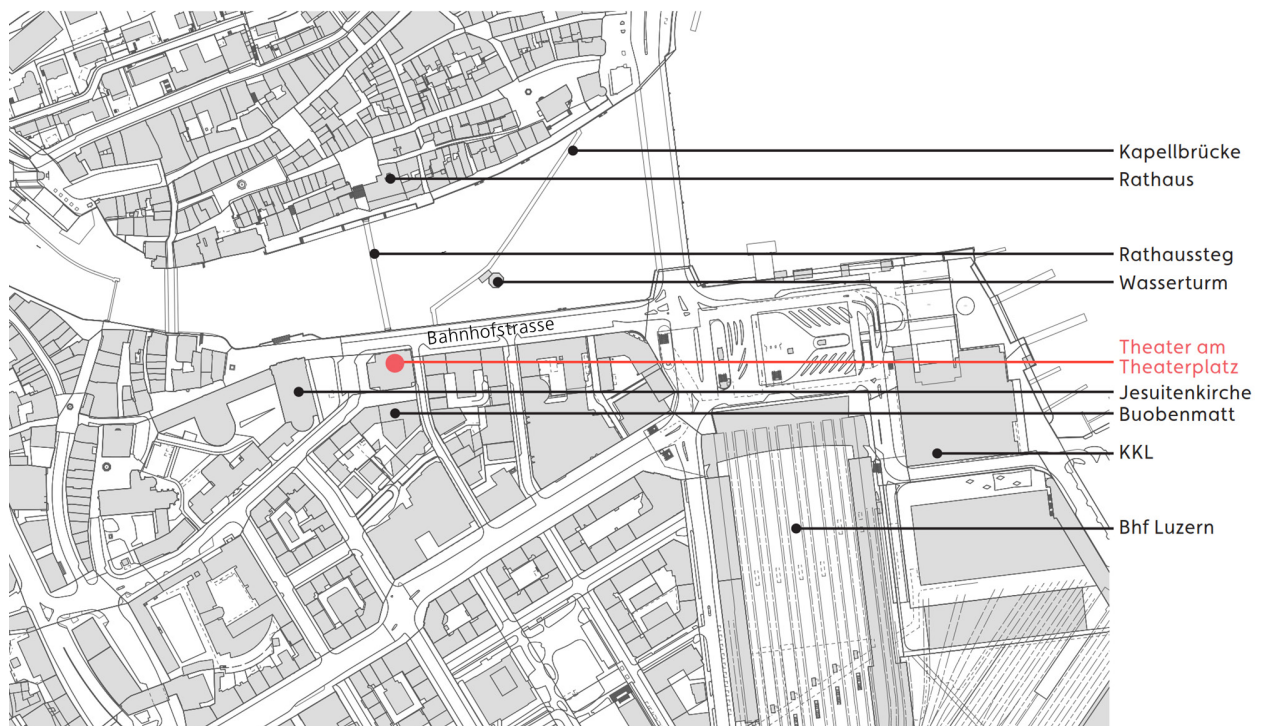 Kapellbrücke
Rathaus
Rathaussteg
Wasserturm
Bahnhofstrasse
Theater am
Theaterplatz
Jesuitenkirche
Buobenmatt
KKL
Bhf Luzern